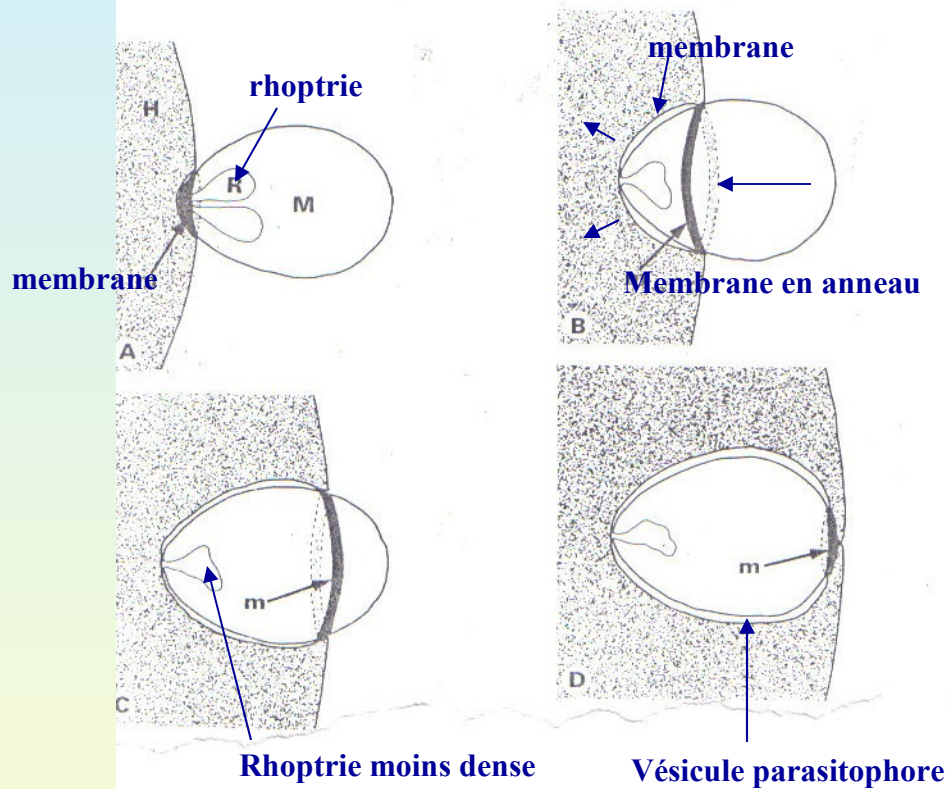 membrane
rhoptrie
H
R
M
membrane
A
Membrane en anneau
B
m
C
m
D
Rhoptrie moins dense
Vésicule parasitophore